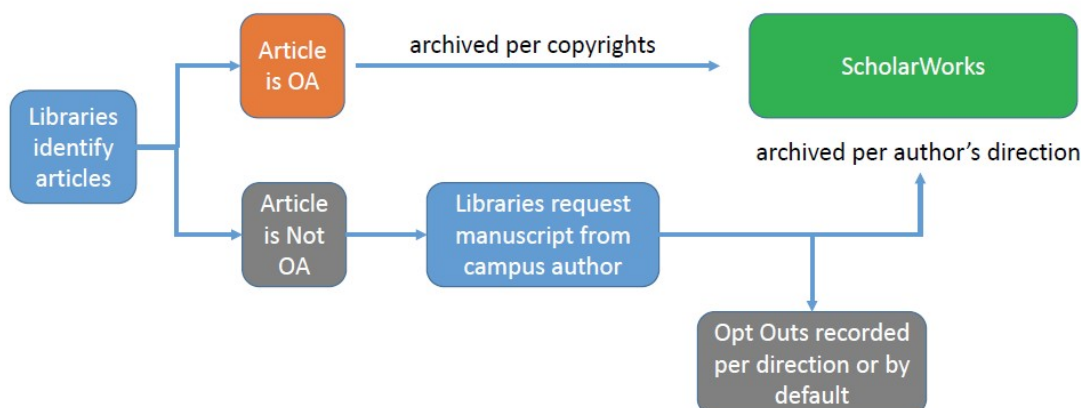 Article
is OA
archived per copyrights
ScholarWorks
Libraries
identify
articles
archived per author's direction
Article
is Not
OA
Libraries request
manuscript from
campus author
Opt Outs recorded
per direction or by
default